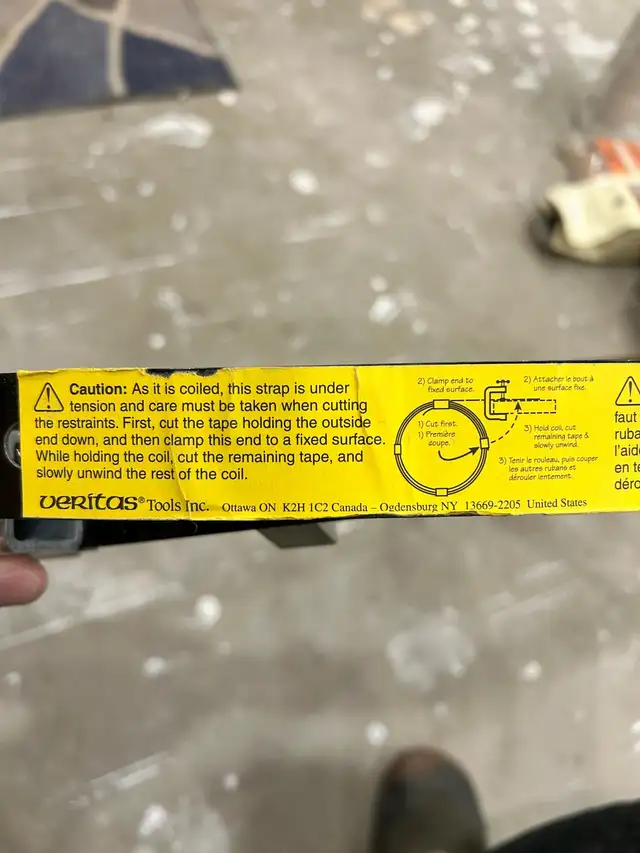 Caution: As it is coiled, this strap is under
tension and care must be taken when cutting
the restraints. First, cut the tape holding the outside
end down, and then clamp this end to a fixed surface.
While holding the coil, cut the remaining tape, and
slowly unwind the rest of the coil.
veritas® Tools Inc. Ottawa ON K2H 1C2 Canada – Ogdensburg NY 13669-2205 United States
2) Clamp end to
fixed surface.
2) Attacher le bout à
une surface fixe.
1) Cut first.
1) Première
coupe.
3) Hold coil, cut
remaining tape &
slowly unwind.
3) Tenir le rouleau, puis couper
les autres rubans et
dérouler lentement.
faut
ruba
l'aide
en te
déro